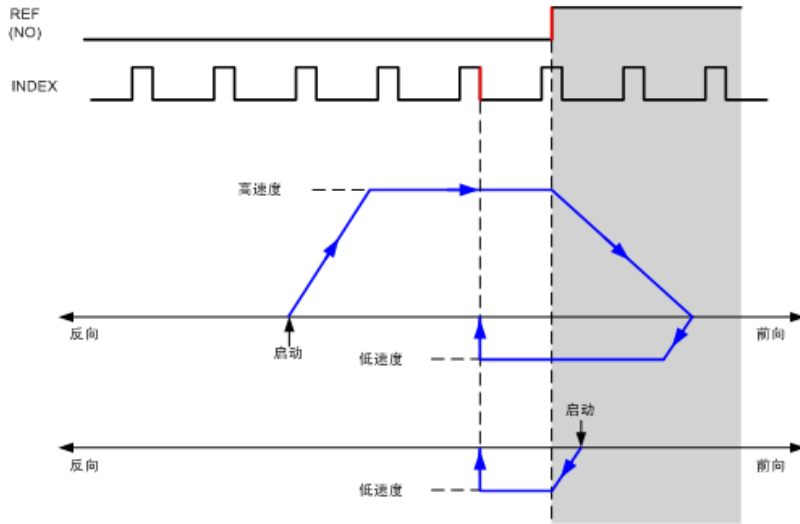 REF
(NO)
INDEX
高速度
反向
前向
启动
低速度
启动
反向
前向
低速度